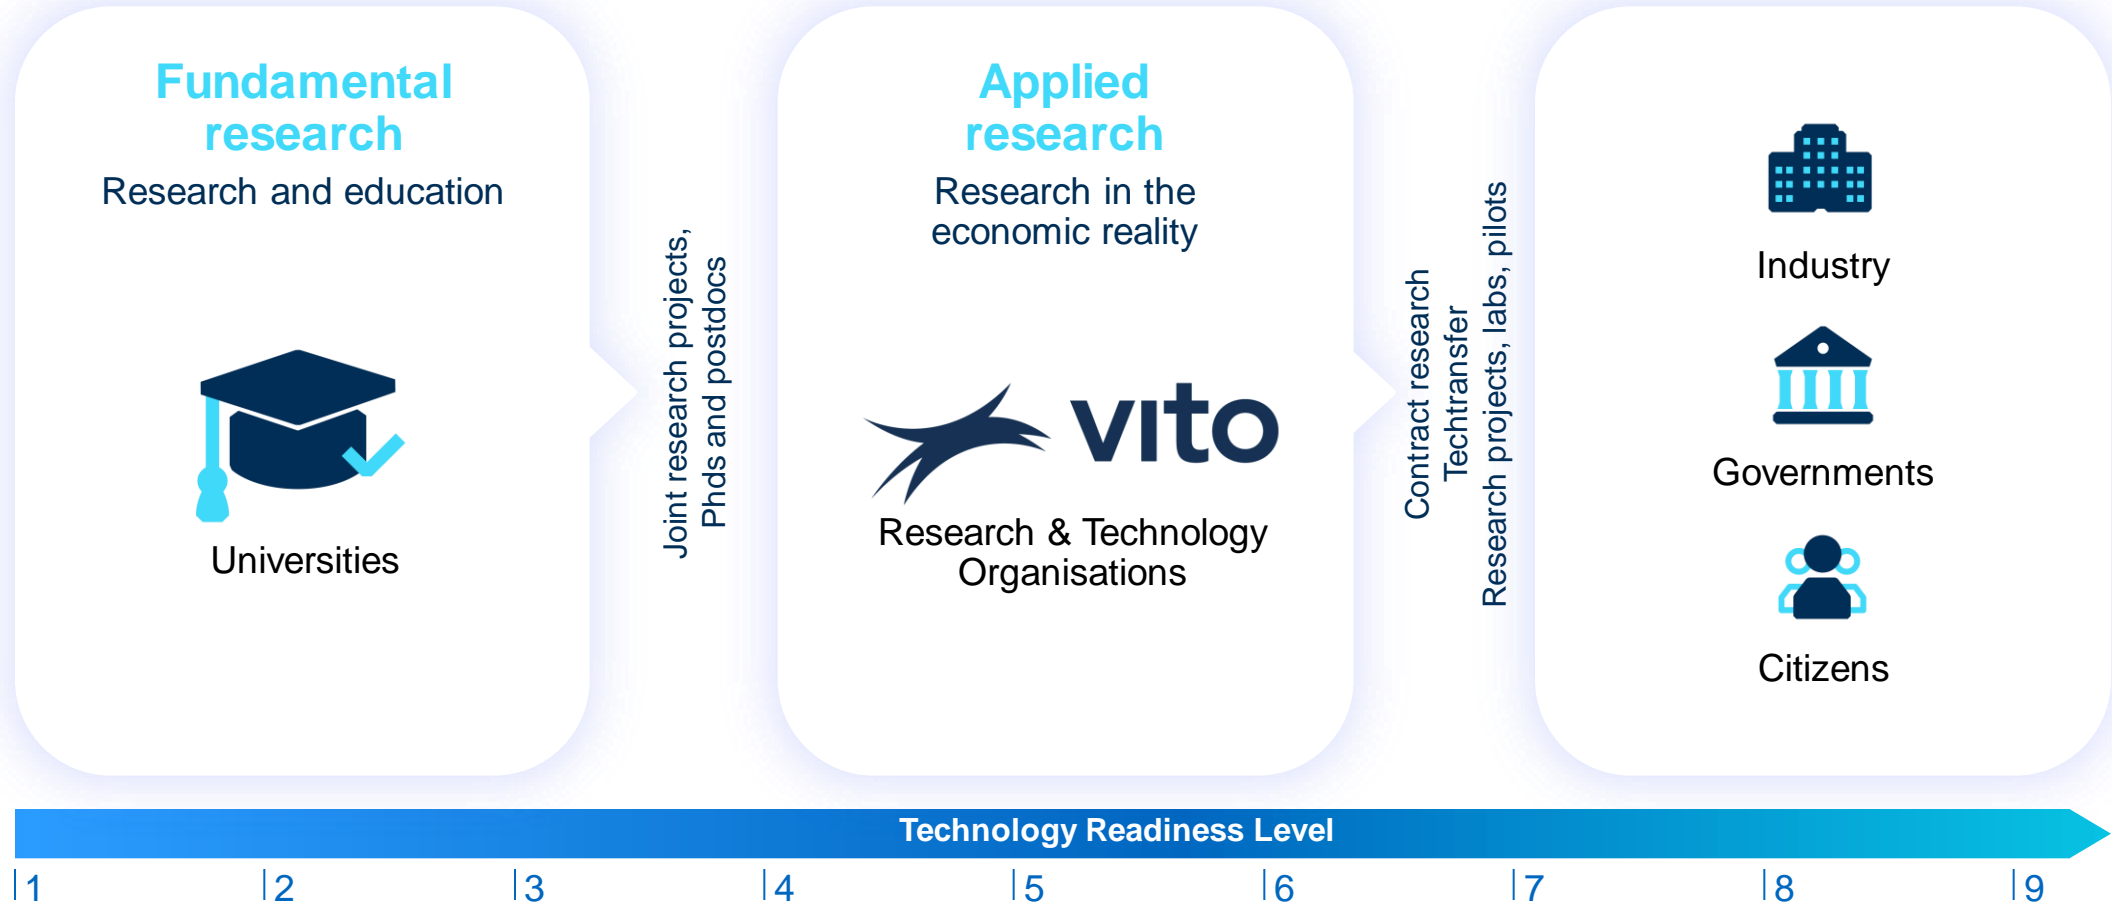 Fundamental
research
Research and education
Universities
Joint research projects,
Phds and postdocs
Applied
research
Research in the
economic reality
vito
Research & Technology
Organisations
Contract research
Techtransfer
Research projects, labs, pilots
Industry
Governments
Citizens
Technology Readiness Level
1
2
3
4
5
6
7
8
9